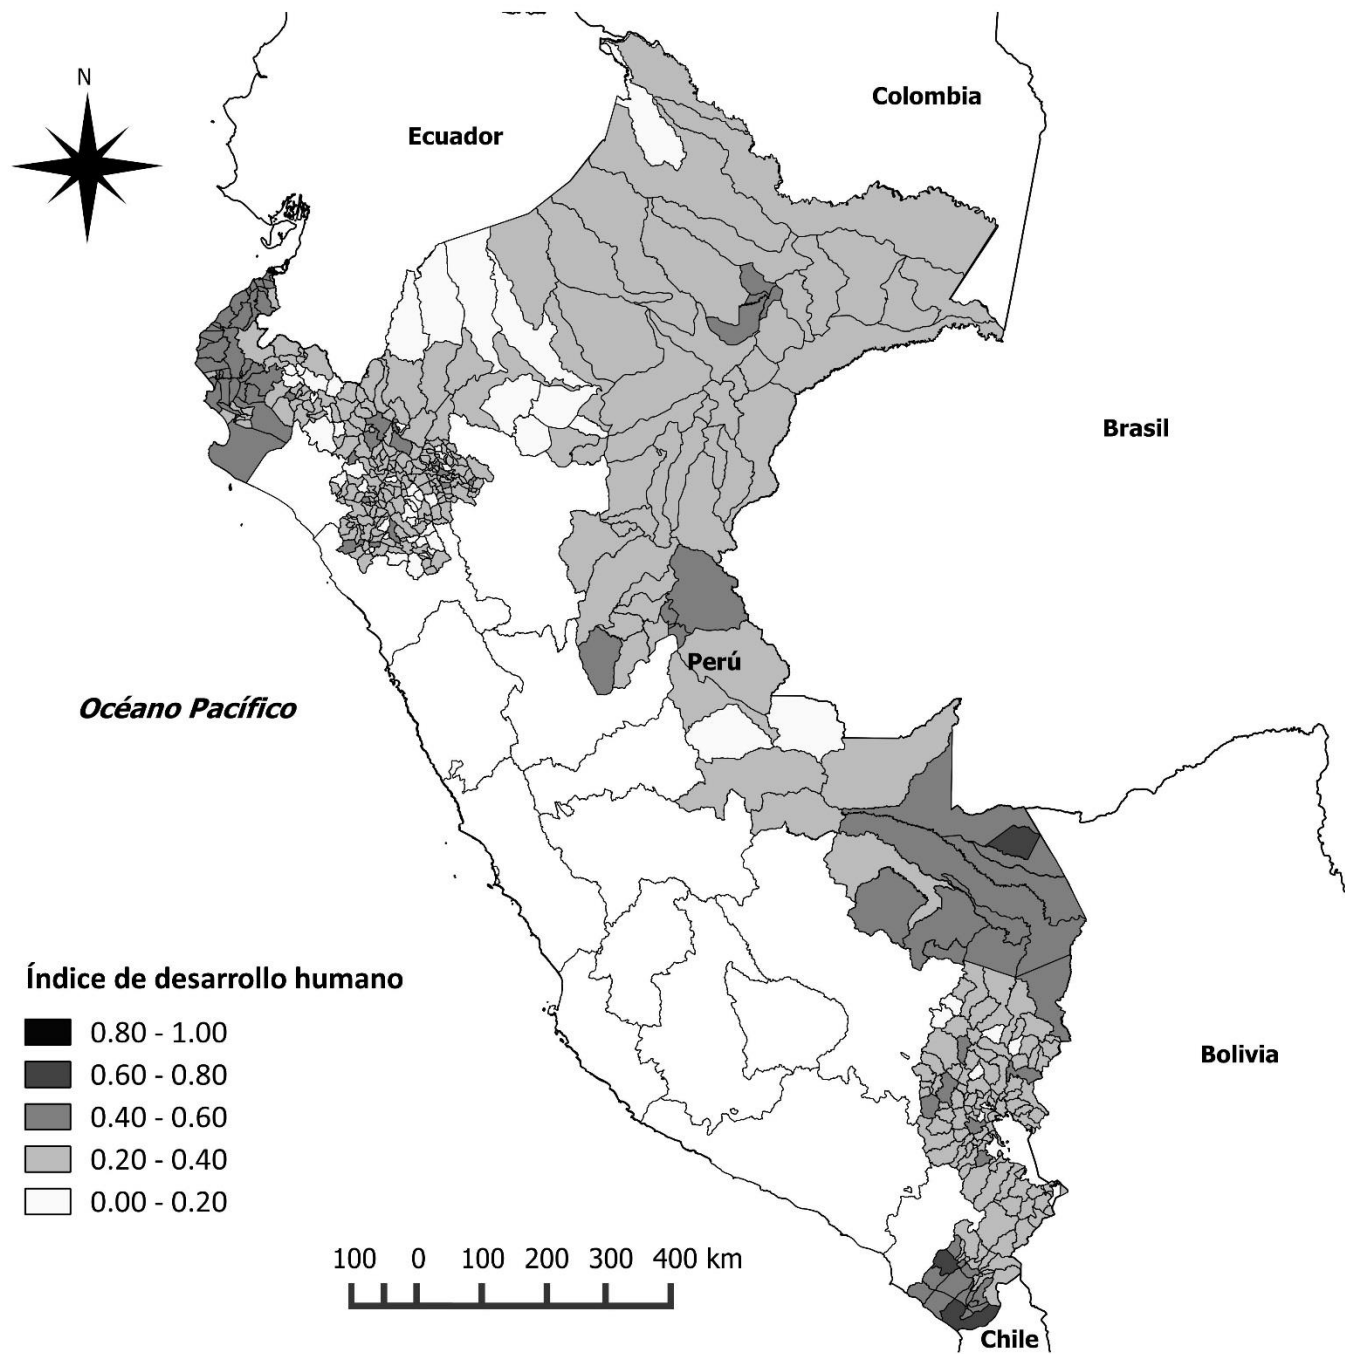 N
Colombia
Ecuador
Brasil
Perú
Océano Pacífico
Índice de desarrollo humano
0.80 - 1.00
0.60 - 0.80
0.40 - 0.60
0.20 - 0.40
0.00 - 0.20
Bolivia
100 0 100 200 300 400 km
Chile